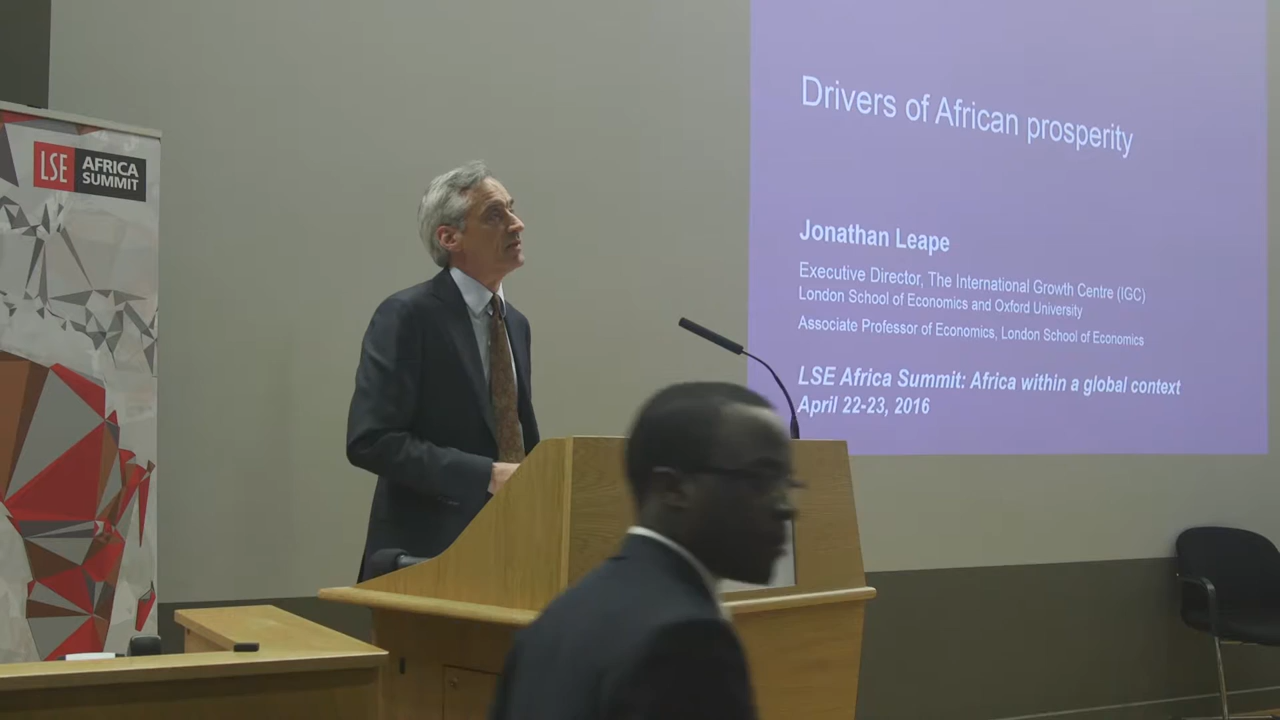 LSE AFRICA
SUMMIT
Drivers of African prosperity
Jonathan Leape
Executive Director, The International Growth Centre (IGC)
London School of Economics and Oxford University
Associate Professor of Economics, London School of Economics
LSE Africa Summit: Africa within a global context
April 22-23, 2016